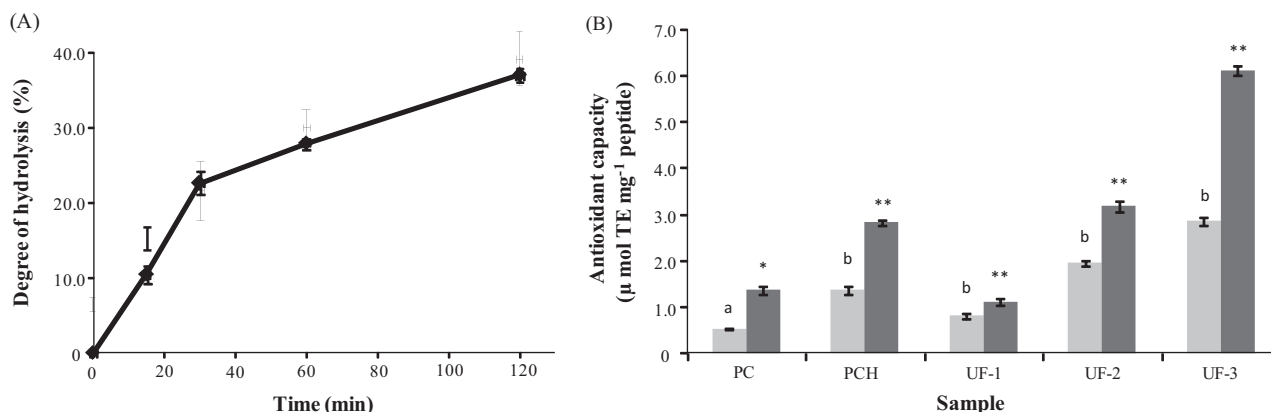 (A)
Degree of hydrolysis (%)
40.0
30.0
20.0
10.0
0
0
20
40
60
80
100
120
Time (min)
(B)
Antioxidant capacity
(μ mol TE mg-1 peptide)
7.0
6.0
5.0
4.0
3.0
2.0
1.0
0
a
*
b
**
b
**
b
**
b
**
PC
PCH
UF-1
UF-2
UF-3
Sample